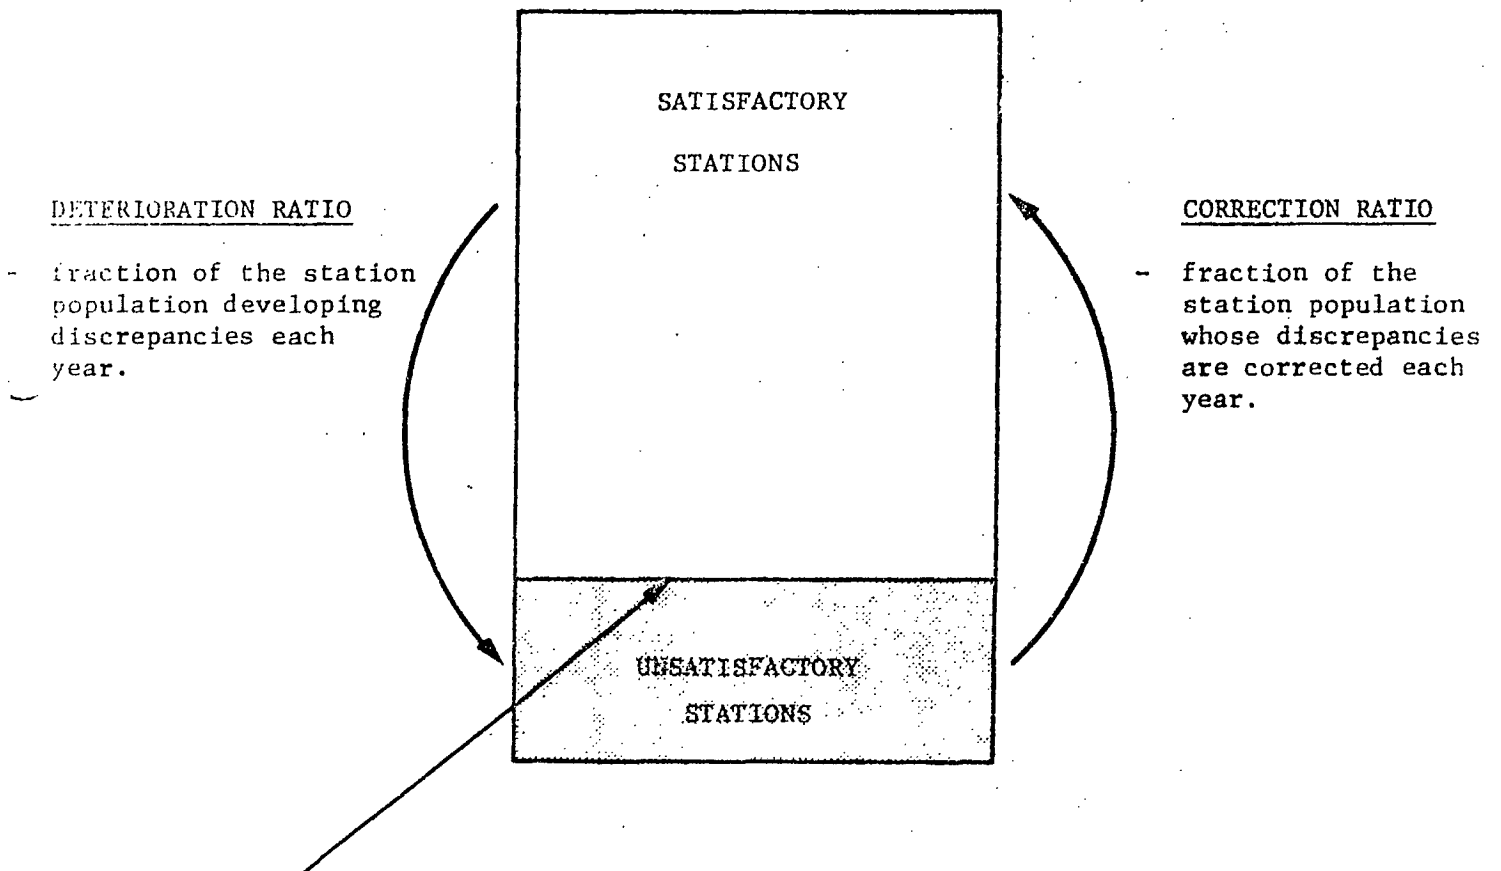 SATISFACTORY
STATIONS
DETERIORATION RATIO
- fraction of the station
population developing
discrepancies each
year.
CORRECTION RATIO
- fraction of the
station population
whose discrepancies
are corrected each
year.
UNSATISFACTORY
STATIONS